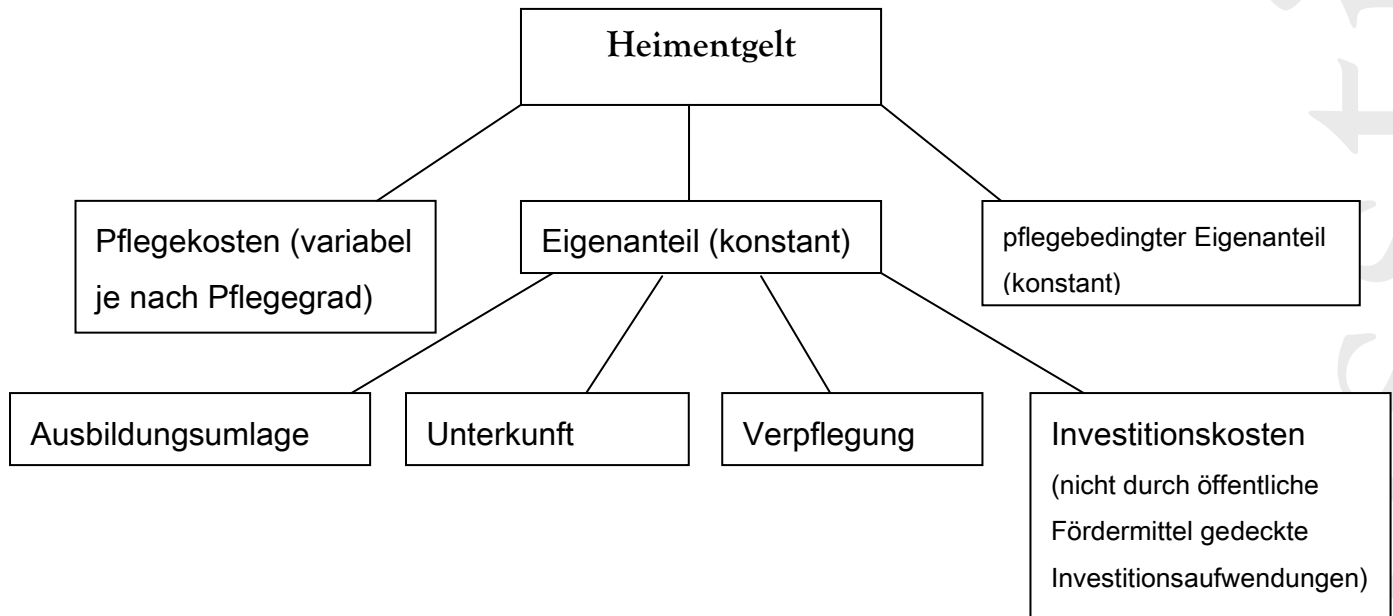 Heimentgelt
Pflegekosten (variabel
je nach Pflegegrad)
Eigenanteil (konstant)
pflegebedingter Eigenanteil
(konstant)
Ausbildungsumlage
Unterkunft
Verpflegung
Investitionskosten
(nicht durch öffentliche
Fördermittel gedeckte
Investitionsaufwendungen)